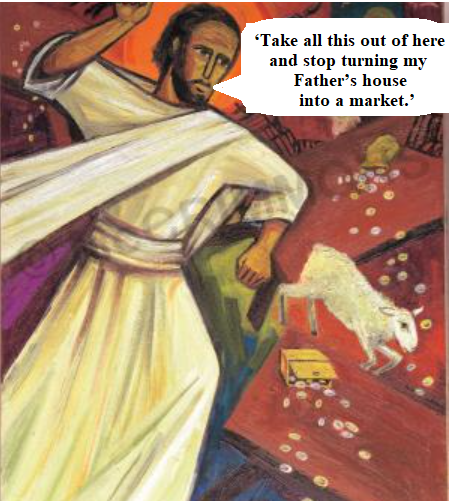 ‘Take all this out of here
and stop turning my
Father’s house
into a market.’